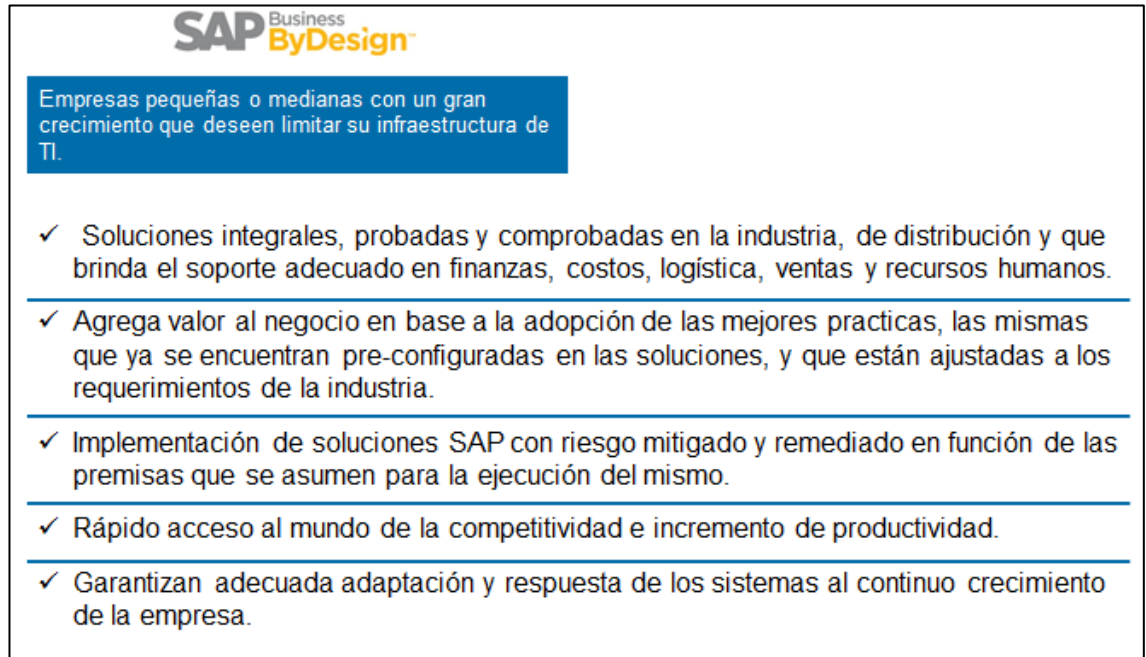 SAP Business
ByDesign™
Empresas pequeñas o medianas con un gran
crecimiento que deseen limitar su infraestructura de
TI.
✓ Soluciones integrales, probadas y comprobadas en la industria, de distribución y que
brinda el soporte adecuado en finanzas, costos, logística, ventas y recursos humanos.
✓ Agrega valor al negocio en base a la adopción de las mejores practicas, las mismas
que ya se encuentran pre-configuradas en las soluciones, y que están ajustadas a los
requerimientos de la industria.
✓ Implementación de soluciones SAP con riesgo mitigado y remediado en función de las
premisas que se asumen para la ejecución del mismo.
✓ Rápido acceso al mundo de la competitividad e incremento de productividad.
✓ Garantizan adecuada adaptación y respuesta de los sistemas al continuo crecimiento
de la empresa.